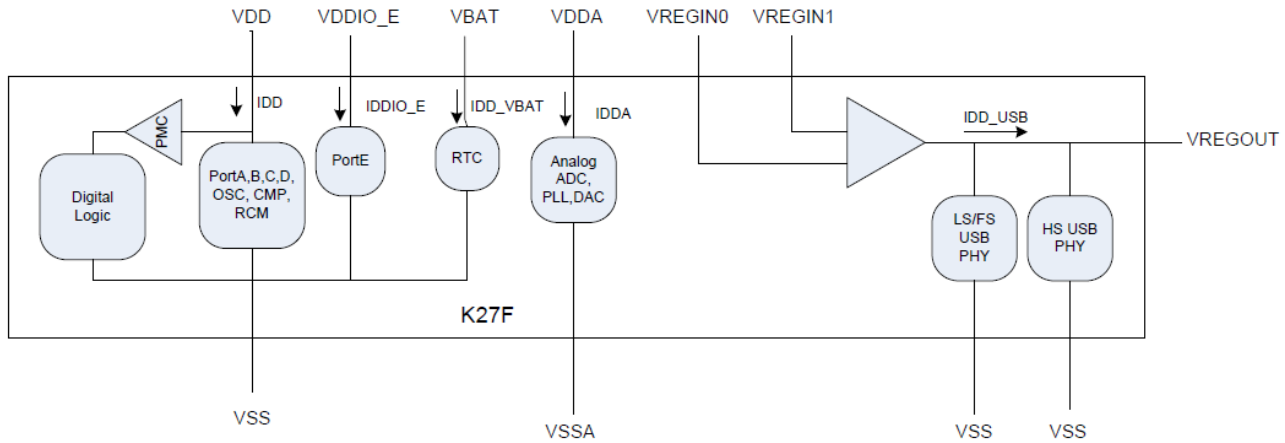 VDD
VDDIO_E
VBAT
VDDA
VREGIN0
VREGIN1
IDD
IDDIO_E
IDD_VBAT
IDDA
IDD_USB
VREGOUT
PMC
Digital
Logic
PortA,B,C,D,
OSC, CMP,
RCM
PortE
RTC
Analog
ADC,
PLL,DAC
LS/FS
USB
PHY
HS USB
PHY
K27F
VSS
VSSA
VSS
VSS